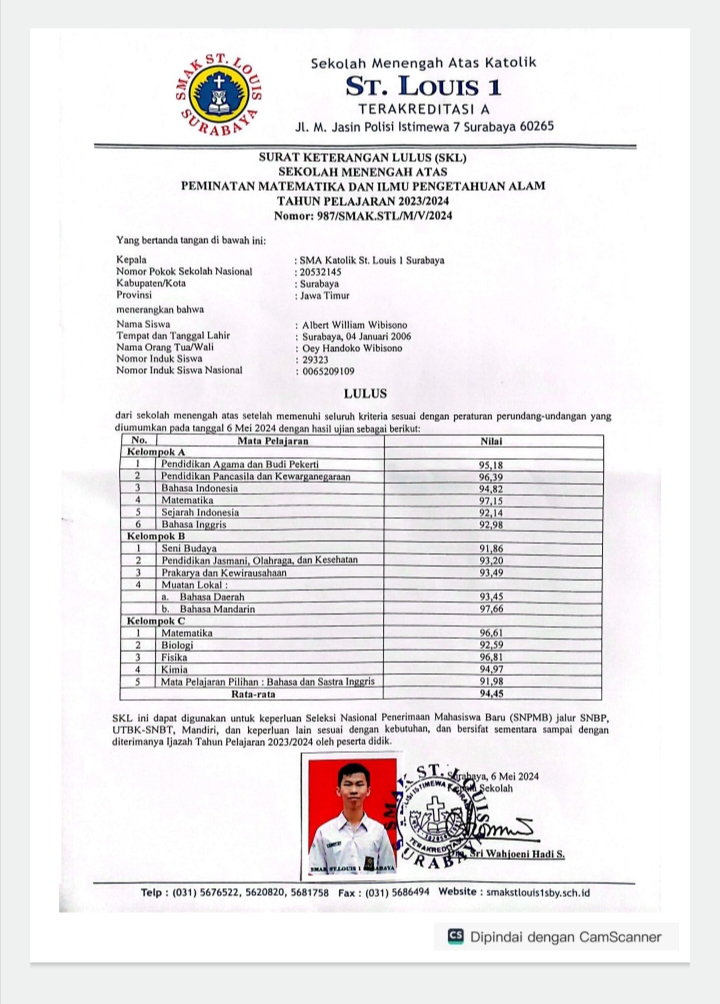 SMAK ST. LOUIS
SURABAYA
Sekolah Menengah Atas Katolik
ST. LOUIS 1
TERAKREDITASI A
Jl. M. Jasin Polisi Istimewa 7 Surabaya 60265
SURAT KETERANGAN LULUS (SKL)
SEKOLAH MENENGAH ATAS
PEMINATAN MATEMATIKA DAN ILMU PENGETAHUAN ALAM
TAHUN PELAJARAN 2023/2024
Nomor: 987/SMAK.STL/M/V/2024
Yang bertanda tangan di bawah ini:
Kepala : SMA Katolik St. Louis 1 Surabaya
Nomor Pokok Sekolah Nasional : 20532145
Kabupaten/Kota : Surabaya
Provinsi : Jawa Timur
menerangkan bahwa
Nama Siswa : Albert William Wibisono
Tempat dan Tanggal Lahir : Surabaya, 04 Januari 2006
Nama Orang Tua/Wali : Oey Handoko Wibisono
Nomor Induk Siswa : 29323
Nomor Induk Siswa Nasional : 0065209109
LULUS
dari sekolah menengah atas setelah memenuhi seluruh kriteria sesuai dengan peraturan perundang-undangan yang
diumumkan pada tanggal 6 Mei 2024 dengan hasil ujian sebagai berikut:
No. Mata Pelajaran Nilai
Kelompok A
1 Pendidikan Agama dan Budi Pekerti 95,18
2 Pendidikan Pancasila dan Kewarganegaraan 96,39
3 Bahasa Indonesia 94,82
4 Matematika 97,15
5 Sejarah Indonesia 92,14
6 Bahasa Inggris 92,98
Kelompok B
1 Seni Budaya 91,86
2 Pendidikan Jasmani, Olahraga, dan Kesehatan 93,20
3 Prakarya dan Kewirausahaan 93,49
4 Muatan Lokal :
a. Bahasa Daerah 93,45
b. Bahasa Mandarin 97,66
Kelompok C
1 Matematika 96,61
2 Biologi 92,59
3 Fisika 96,81
4 Kimia 94,97
5 Mata Pelajaran Pilihan : Bahasa dan Sastra Inggris 91,98
Rata-rata 94,45
SKL ini dapat digunakan untuk keperluan Seleksi Nasional Penerimaan Mahasiswa Baru (SNPMB) jalur SNBP,
UTBK-SNBT, Mandiri, dan keperluan lain sesuai dengan kebutuhan, dan bersifat sementara sampai dengan
diterimanya Ijazah Tahun Pelajaran 2023/2024 oleh peserta didik.
Surabaya, 6 Mei 2024
Kepala Sekolah
SMAK ST. LOUIS
SURABAYA
SMAK ST.LOUIS 1 SURABAYA
Sri Wahjoeni Hadi S.
Telp : (031) 5676522, 5620820, 5681758 Fax : (031) 5686494 Website : smakstlouis1sby.sch.id
CS Dipindai dengan CamScanner